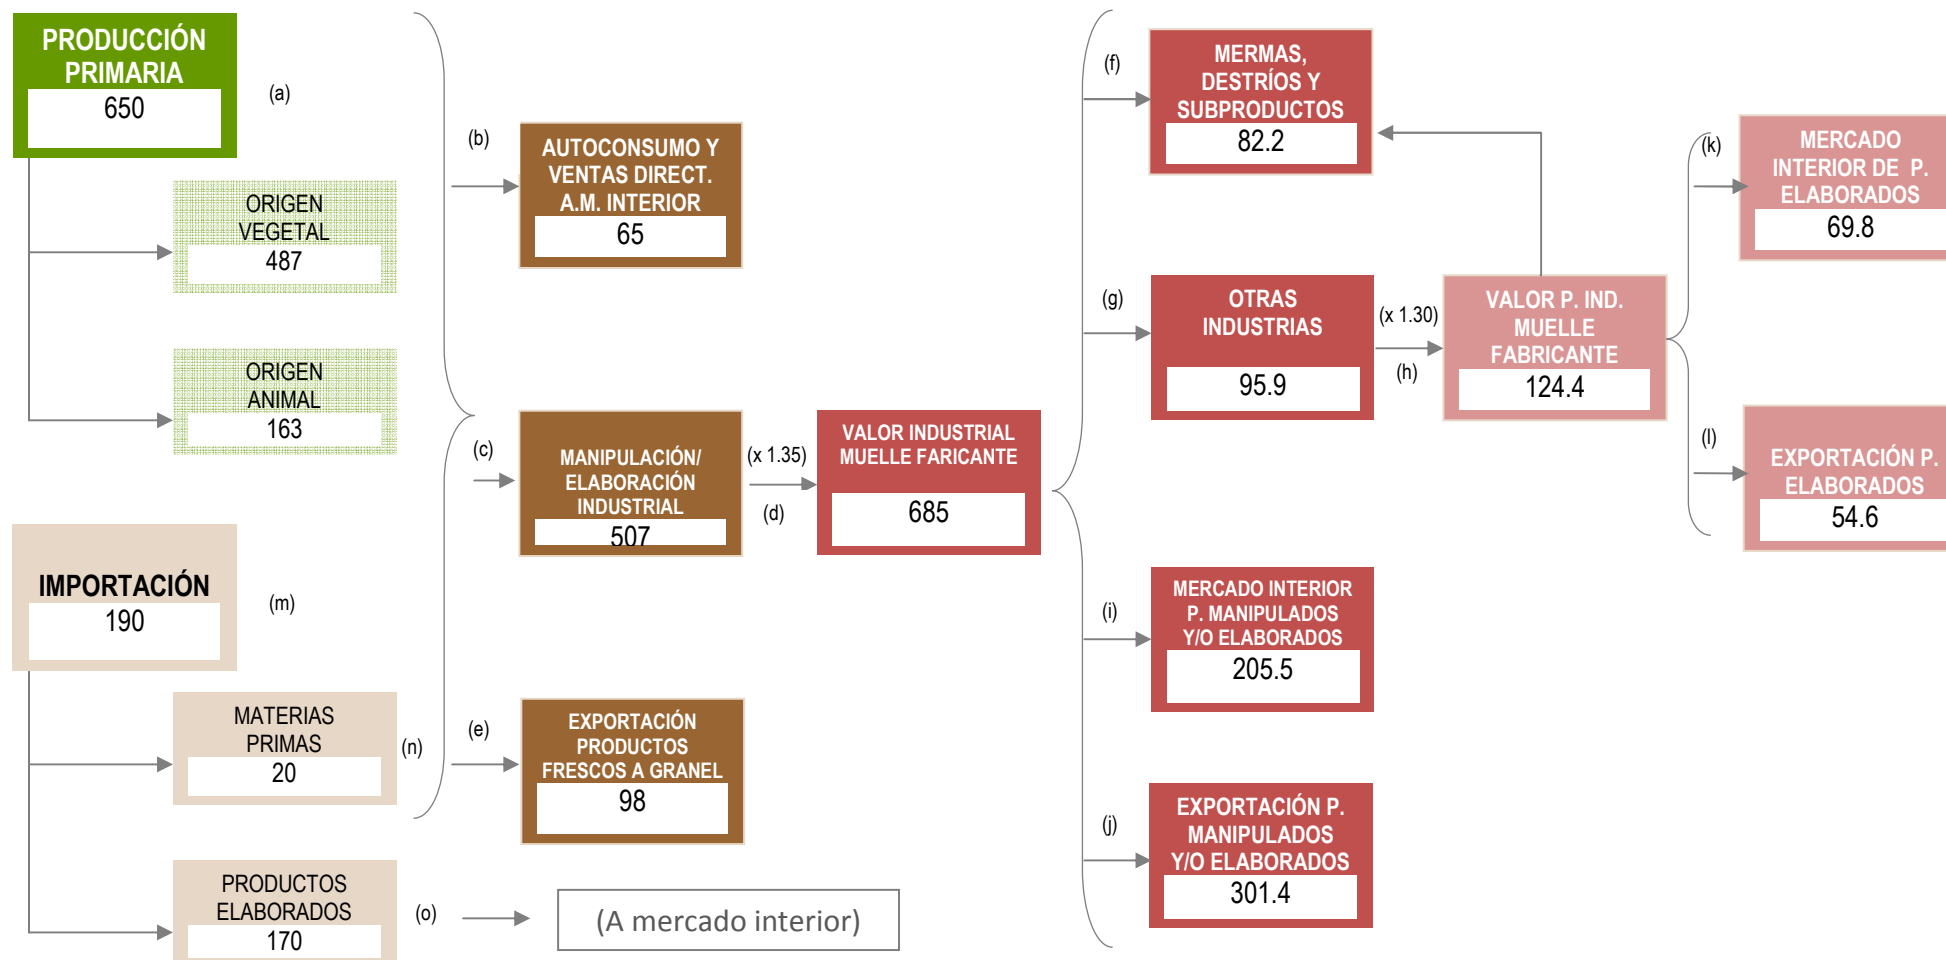 PRODUCCIÓN
PRIMARIA
650
(a)
ORIGEN
VEGETAL
487
ORIGEN
ANIMAL
163
IMPORTACIÓN
190
(m)
MATERIAS
PRIMAS
20
(n)
PRODUCTOS
ELABORADOS
170
(o)
(A mercado interior)
(b)
AUTOCONSUMO Y
VENTAS DIRECT.
A.M. INTERIOR
65
(c)
MANIPULACIÓN/
ELABORACIÓN
INDUSTRIAL
507
(x 1.35)
(d)
VALOR INDUSTRIAL
MUELLE FARICANTE
685
(e)
EXPORTACIÓN
PRODUCTOS
FRESCOS A GRANEL
98
(f)
MERMAS,
DESTRÍOS Y
SUBPRODUCTOS
82.2
(g)
OTRAS
INDUSTRIAS
95.9
(x 1.30)
(h)
VALOR P. IND.
MUELLE
FABRICANTE
124.4
(i)
MERCADO INTERIOR
P. MANIPULADOS
Y/O ELABORADOS
205.5
(j)
EXPORTACIÓN P.
MANIPULADOS
Y/O ELABORADOS
301.4
(k)
MERCADO
INTERIOR DE P.
ELABORADOS
69.8
(l)
EXPORTACIÓN P.
ELABORADOS
54.6